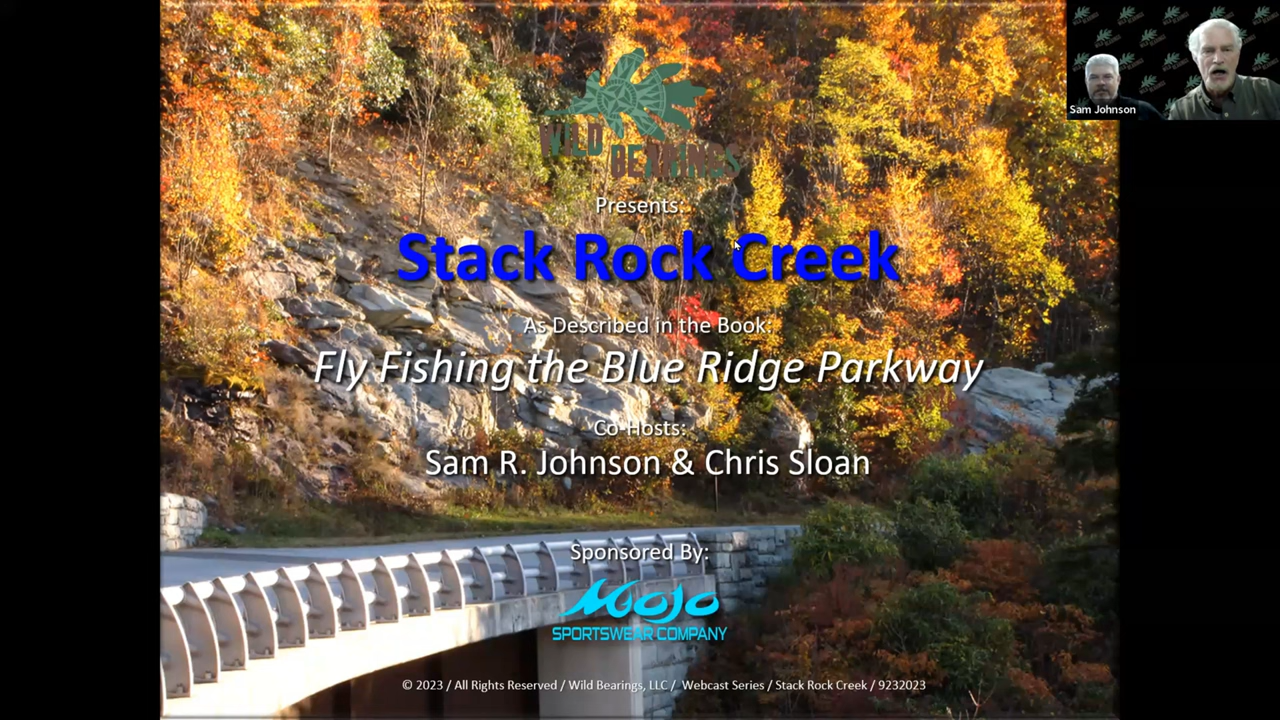 WILD
BEARINGS
Presents:
Stack Rock Creek
As Described in the Book:
Fly Fishing the Blue Ridge Parkway
Co-Hosts:
Sam R. Johnson & Chris Sloan
Sponsored By:
Mojo
SPORTSWEAR COMPANY
© 2023 / All Rights Reserved / Wild Bearings, LLC / Webcast Series / Stack Rock Creek / 9232023
Sam Johnson